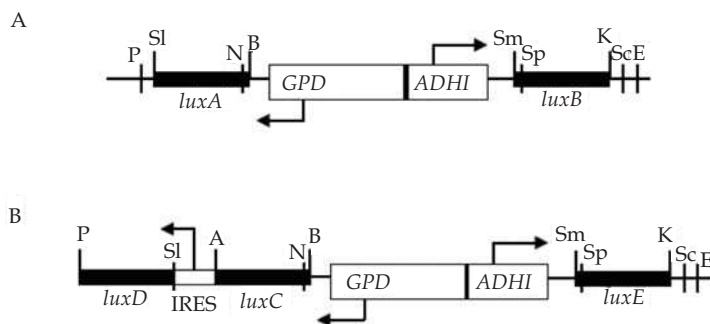 A
P Sl N B Sm Sp K Sc E
GPD ADHI
luxA luxB
B
P Sl A N B Sm Sp K Sc E
GPD ADHI
luxD IRES luxC luxE